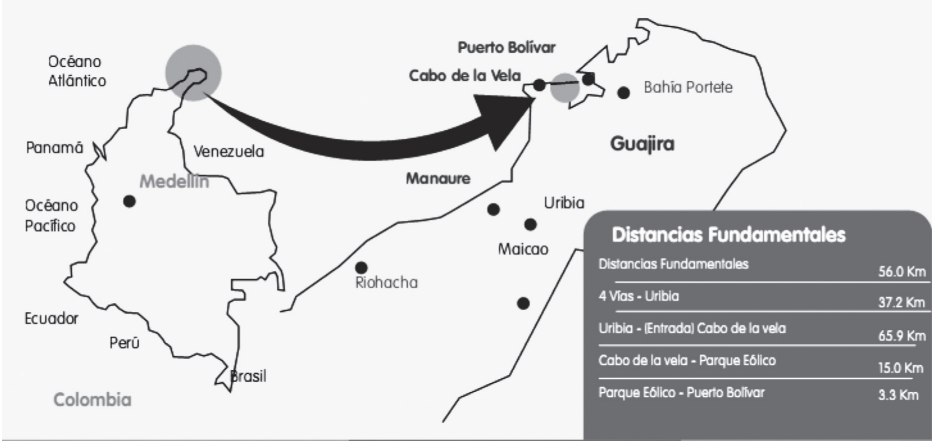 Océano
Atlántico
Panamá
Venezuela
Medellín
Océano
Pacífico
Ecuador
Perú
Brasil
Colombia
Puerto Bolívar
Cabo de la Vela
Bahía Portete
Guajira
Manaure
Uribia
Maicao
Riohacha
Distancias Fundamentales
Distancias Fundamentales 56.0 Km
4 Vías - Uribia 37.2 Km
Uribia - (Entrada) Cabo de la vela 65.9 Km
Cabo de la vela - Parque Eólico 15.0 Km
Parque Eólico - Puerto Bolívar 3.3 Km